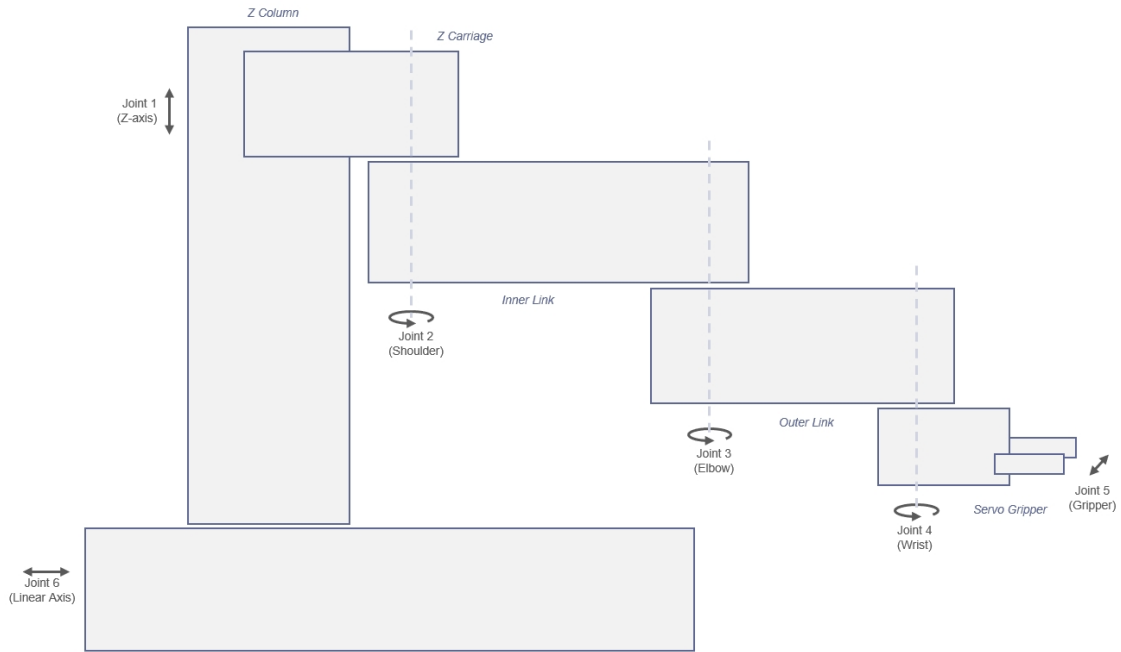 Z Column
Z Carriage
Joint 1
(Z-axis)
Inner Link
Joint 2
(Shoulder)
Outer Link
Joint 3
(Elbow)
Joint 5
(Gripper)
Servo Gripper
Joint 4
(Wrist)
Joint 6
(Linear Axis)